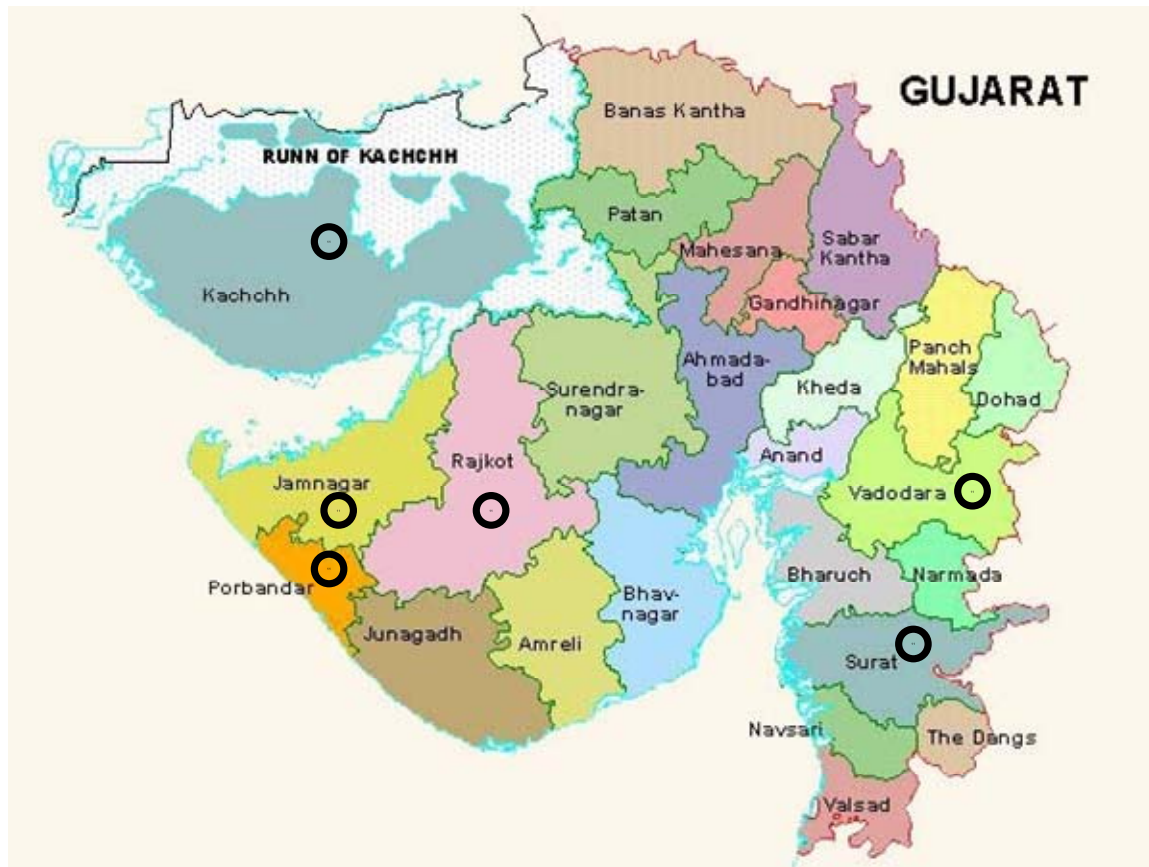 GUJARAT
Banas Kantha
RUNN OF KACHCHH
Patan
Mahesana
Sabar
Kantha
Kachchh
Gandhinagar
Ahmada-
bad
Panch
Mahals
Kheda
Surendra-
nagar
Dohad
Anand
Rajkot
Jamnagar
Vadodara
Porbandar
Bharuch
Narmada
Bhav-
nagar
Junagadh
Amreli
Surat
Navsari
The Dangs
Valsad